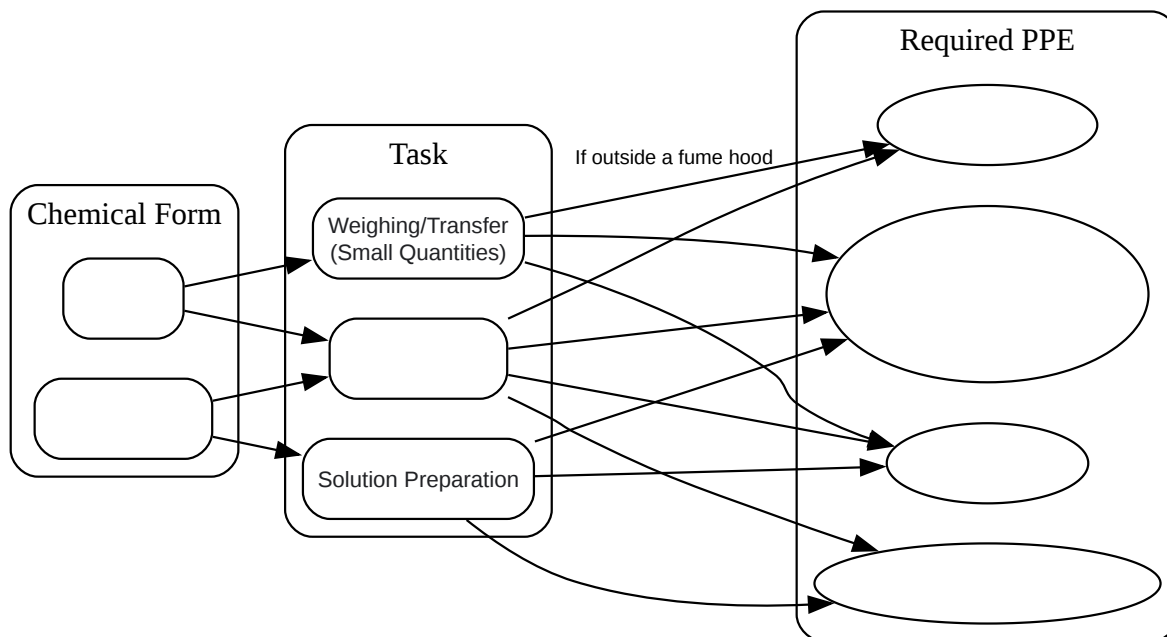 Required PPE
Task
If outside a fume hood
Chemical Form
Weighing/Transfer
(Small Quantities)
Solution Preparation